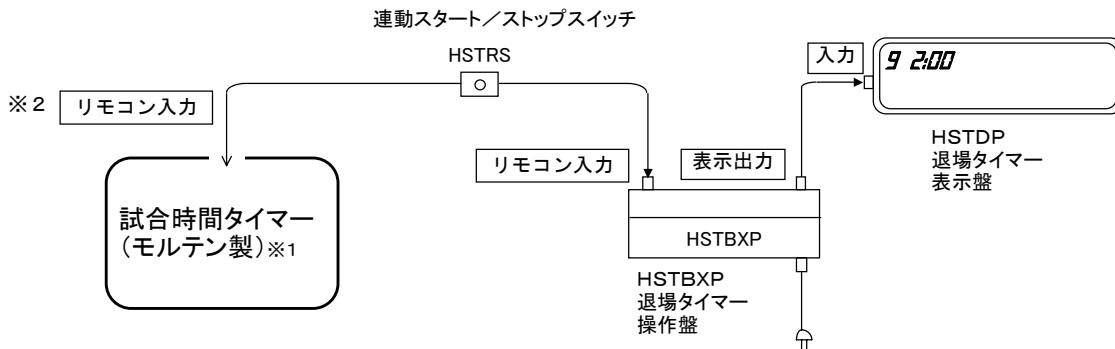 連動スタート／ストップスイッチ
HSTRS
※2 リモコン入力
入力
9 2:00
リモコン入力
表示出力
HSTDP
退場タイマー
表示盤
試合時間タイマー
（モルテン製）※1
HSTBXP
HSTBXP
退場タイマー
操作盤